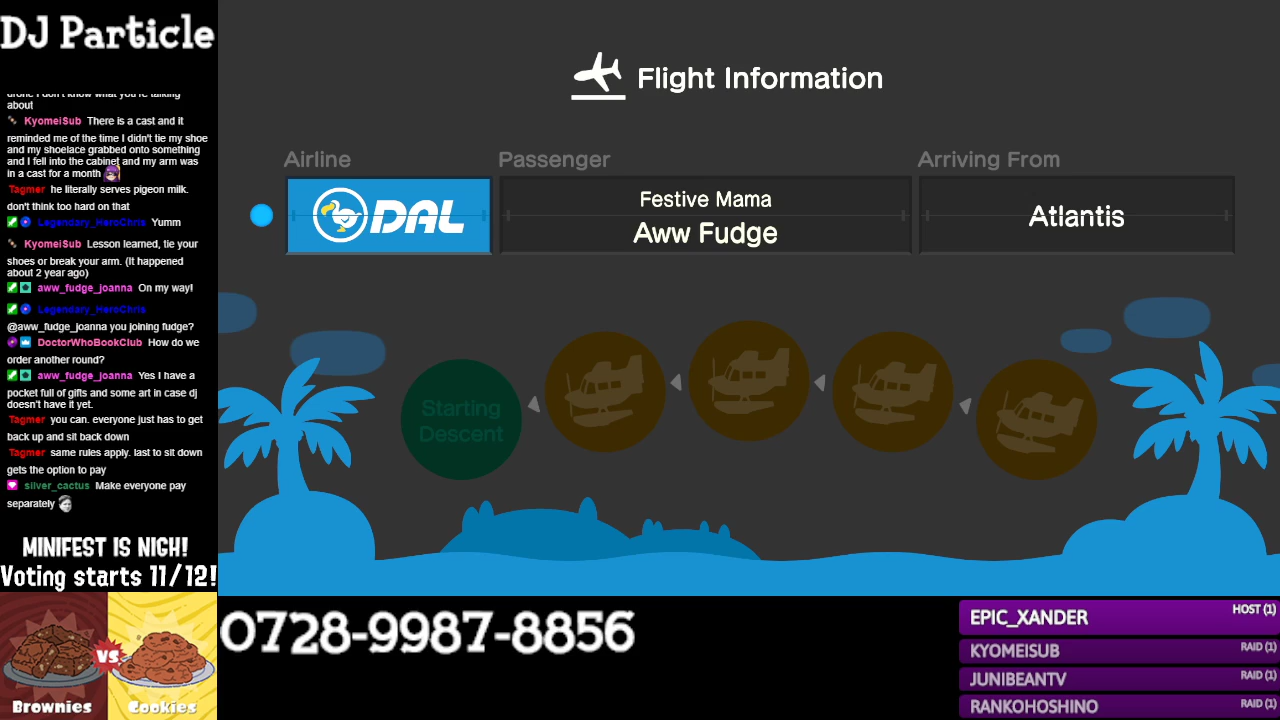 DJ Particle
drone I don't know what you're talking
about
KyomeiSub There is a cast and it
reminded me of the time I didn't tie my shoe
and my shoelace grabbed onto something
and I fell into the cabinet and my arm was
in a cast for a month
Tagmer he literally serves pigeon milk.
don't think too hard on that
Legendary_HeroChris Yumm
KyomeiSub Lesson learned, tie your
shoes or break your arm. (It happened
about 2 year ago)
aww_fudge_joanna On my way!
Legendary_HeroChris
@aww_fudge_joanna you joining fudge?
DoctorWhoBookClub How do we
order another round?
aww_fudge_joanna Yes I have a
pocket full of gifts and some art in case dj
doesn't have it yet.
Tagmer you can. everyone just has to get
back up and sit back down
Tagmer same rules apply. last to sit down
gets the option to pay
silver_cactus Make everyone pay
separately
MINIFEST IS NIGH!
Voting starts 11/12!
VS
Brownies Cookies
Flight Information
Airline Passenger Arriving From
DAL
Festive Mama
Aww Fudge
Atlantis
Starting
Descent
0728-9987-8856
EPIC_XANDER HOST (1)
KYOMEISUB RAID (1)
JUNIBEANTV RAID (1)
RANKOHOSHINO RAID (1)